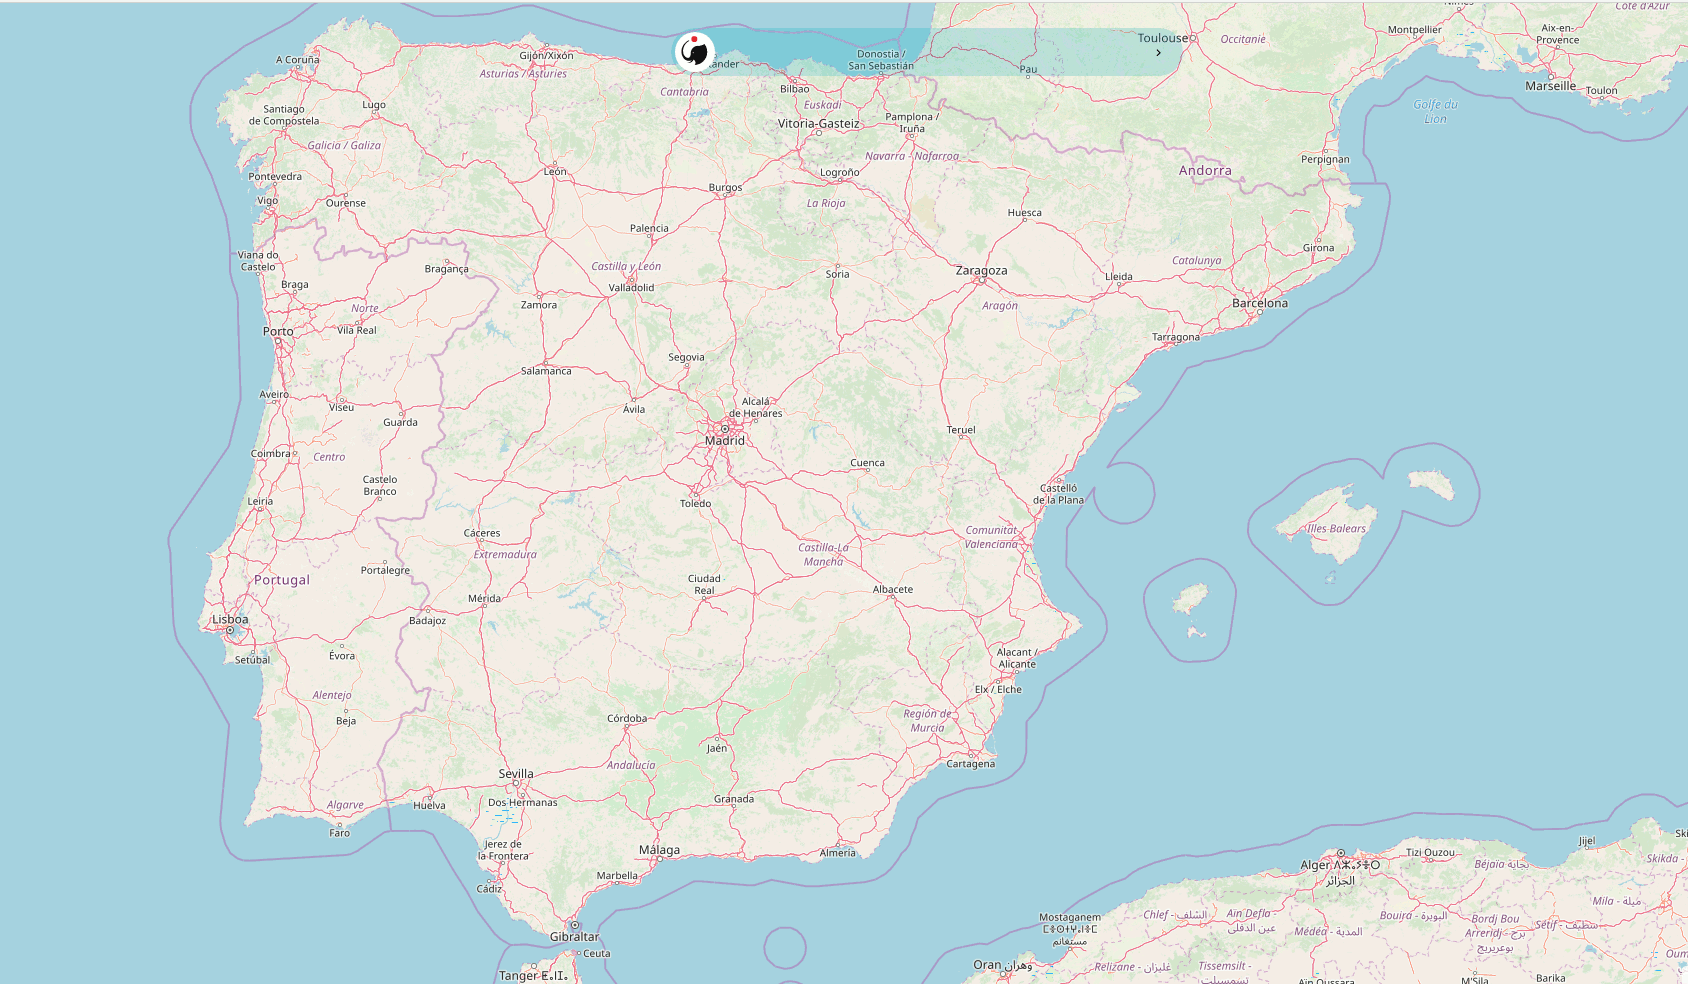 Côte d'Azur
Nîmes
Montpellier
Aix-en-
Provence
Toulouse
Occitanie
Marseille
Toulon
Golfe du
Lion
Perpignan
Pau
Andorra
A Coruña
Gijón/Xixón
Asturias / Asturies
Cantabria
Bilbao
Donostia /
San Sebastián
Euskadi
Vitoria-Gasteiz
Pamplona /
Iruña
Navarra - Nafarroa
Santiago
de Compostela
Lugo
Galicia / Galiza
León
Burgos
Logroño
La Rioja
Pontevedra
Vigo
Ourense
Palencia
Huesca
Girona
Viana do
Castelo
Bragança
Castilla y León
Valladolid
Soria
Zaragoza
Lleida
Catalunya
Braga
Norte
Zamora
Aragón
Barcelona
Porto
Vila Real
Tarragona
Segovia
Salamanca
Aveiro
Viseu
Guarda
Ávila
Alcalá
de Henares
Madrid
Teruel
Coimbra
Centro
Cuenca
Castelo
Branco
Leiria
Toledo
Castelló
de la Plana
Illes Balears
Cáceres
Extremadura
Castilla-La
Mancha
Comunitat
Valenciana
Portugal
Portalegre
Ciudad
Real
Albacete
Mérida
Badajoz
Lisboa
Setúbal
Évora
Alacant /
Alicante
Elx / Elche
Alentejo
Beja
Córdoba
Región de
Murcia
Jaén
Andalucía
Cartagena
Sevilla
Dos Hermanas
Algarve
Faro
Huelva
Granada
Jerez de
la Frontera
Málaga
Almería
Cádiz
Marbella
Gibraltar
Ceuta
Tanger ⵟⴰⵏⵊⴰ
Alger ⵍⴷⵣⴰⵢⴻⵔ
الجزائر
Tizi Ouzou
Jijel
Béjaïa بجاية
Skikda -
Mila - ميلة
Mostaganem
مستغانم
Chlef - الشلف
Aïn Defla -
عين الدفلى
Médéa - المدية
Bouira - البويرة
Bordj Bou
Arreridj - برج
بوعريريج
Sétif - سطيف
Oran وهران
Relizane - غليزان
Tissemsilt -
تيسمسيلت
Aïn Oussara
M'Sila
Barika